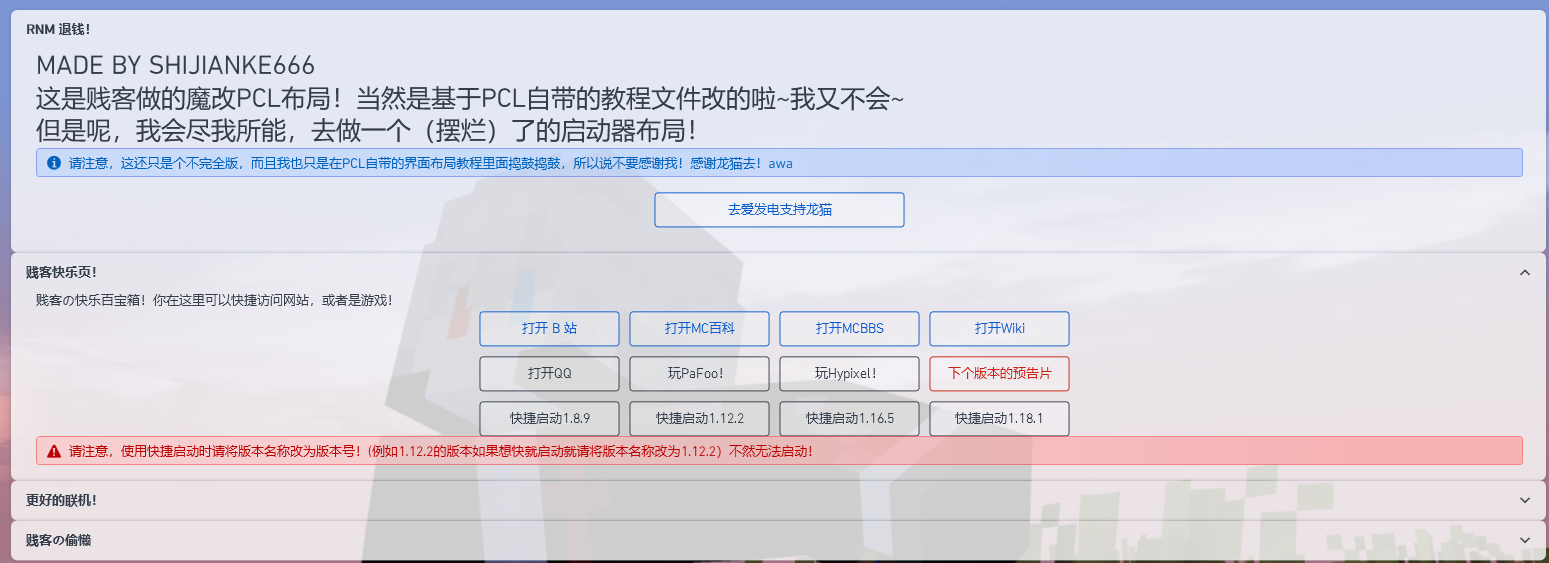 RNM 退钱！
MADE BY SHIJIANKE666
这是贱客做的魔改PCL布局！当然是基于PCL自带的教程文件改的啦~我又不会~
但是呢，我会尽我所能，去做一个（摆烂）了的启动器布局！
请注意，这还只是个不完全版，而且我也只是在PCL自带的界面布局教程里面捣鼓捣鼓，所以说不要感谢我！感谢龙猫去！awa
去爱发电支持龙猫
贱客快乐页！
贱客の快乐百宝箱！你在这里可以快捷访问网站，或者是游戏！
打开 B 站
打开MC百科
打开MCBBS
打开Wiki
打开QQ
玩PaFoo！
玩Hypixel！
下个版本的预告片
快捷启动1.8.9
快捷启动1.12.2
快捷启动1.16.5
快捷启动1.18.1
请注意，使用快捷启动时请将版本名称改为版本号！(例如1.12.2的版本如果想快就启动就请将版本名称改为1.12.2）不然无法启动！
更好的联机！
贱客の偷懒